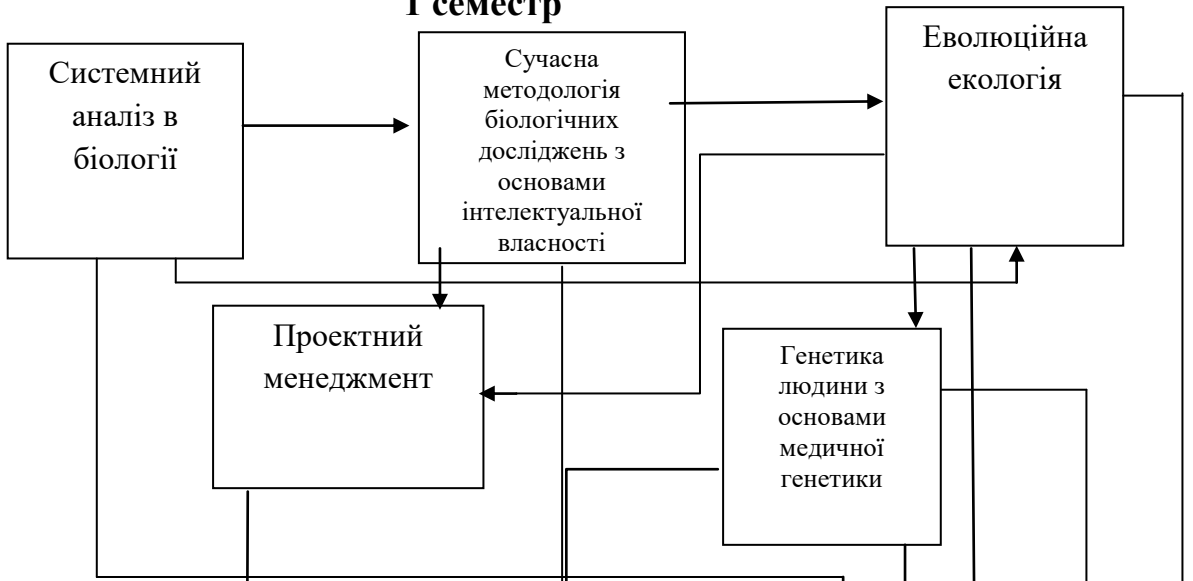 1 семестр
Системний
аналіз в
біології
Сучасна
методологія
біологічних
досліджень з
основами
інтелектуальної
власності
Еволюційна
екологія
Проектний
менеджмент
Генетика
людини з
основами
медичної
генетики